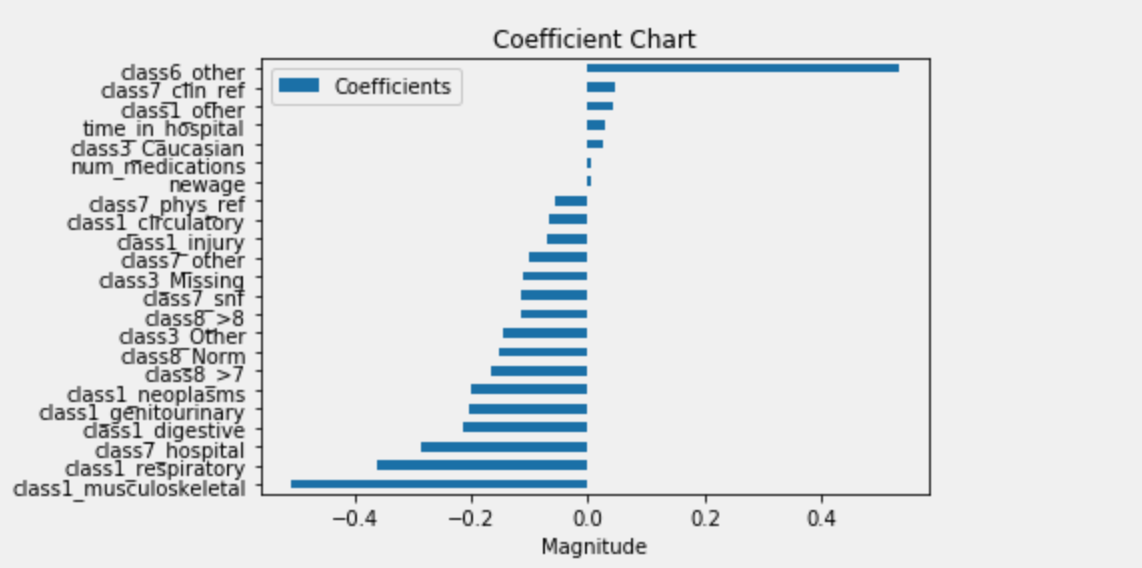 Coefficient Chart
Coefficients
class6_other
class7_clin_ref
class1_other
time_in_hospital
class3_Caucasian
num_medications
newage
class7_phys_ref
class1_circulatory
class1_injury
class7_other
class3_Missing
class7_snf
class8_>8
class3_Other
class8_Norm
class8_>7
class1_neoplasms
class1_genitourinary
class1_digestive
class7_hospital
class1_respiratory
class1_musculoskeletal
−0.4 −0.2 0.0 0.2 0.4
Magnitude